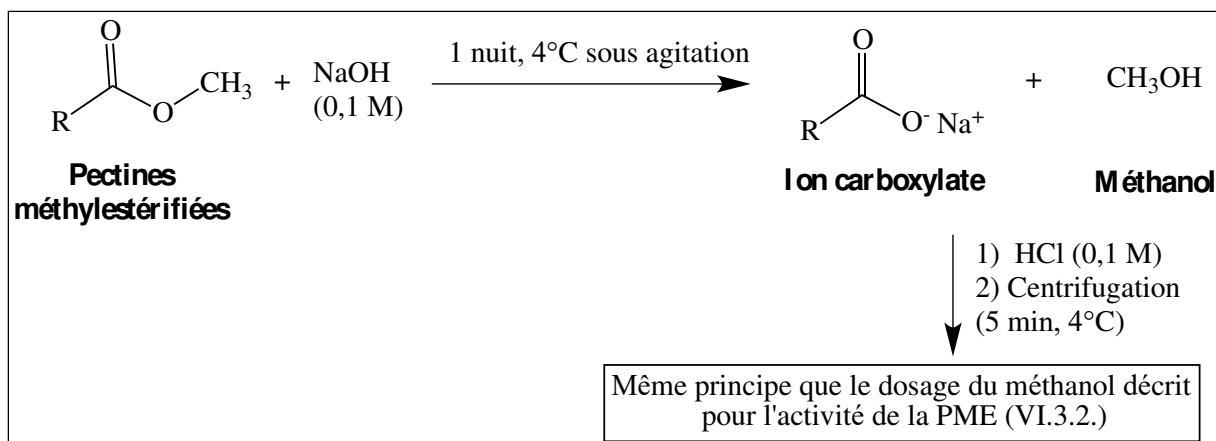 O
R
O
CH₃
+
NaOH
(0,1 M)
1 nuit, 4°C sous agitation
O
R
O⁻ Na⁺
+
CH₃OH
Pectines
méthylestérifiées
Ion carboxylate
Méthanol
1) HCl (0,1 M)
2) Centrifugation
(5 min, 4°C)
Même principe que le dosage du méthanol décrit
pour l'activité de la PME (VI.3.2.)